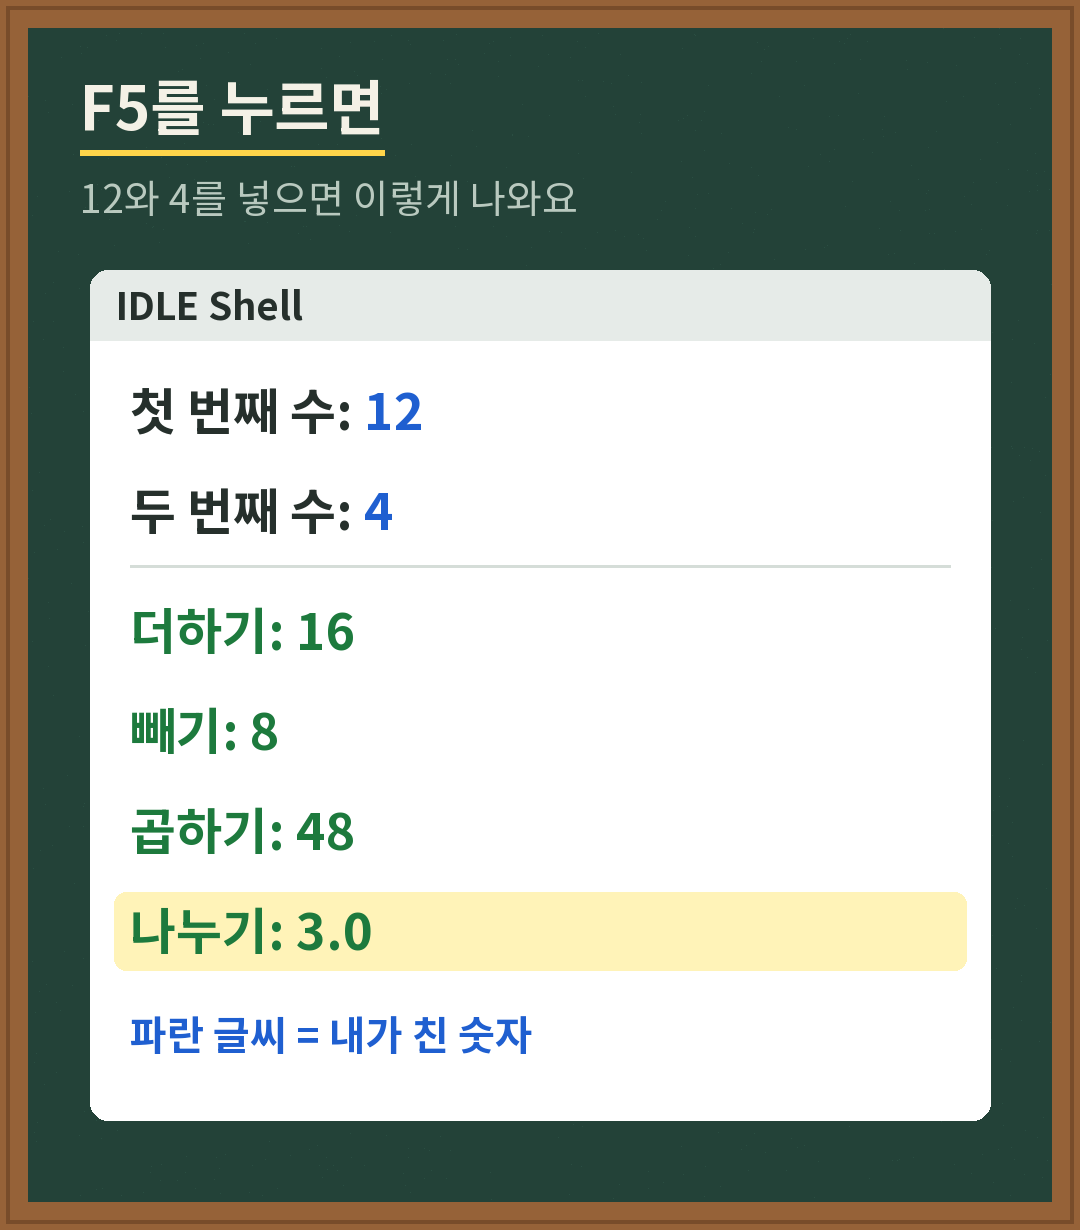 F5를 누르면
12와 4를 넣으면 이렇게 나와요
IDLE Shell
첫 번째 수: 12
두 번째 수: 4
더하기: 16
빼기: 8
곱하기: 48
나누기: 3.0
파란 글씨 = 내가 친 숫자